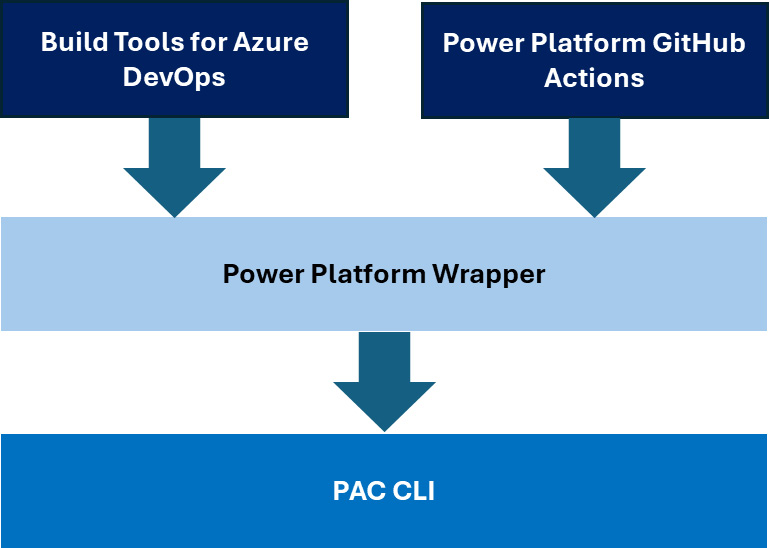 Build Tools for Azure
DevOps
Power Platform GitHub
Actions
Power Platform Wrapper
PAC CLI